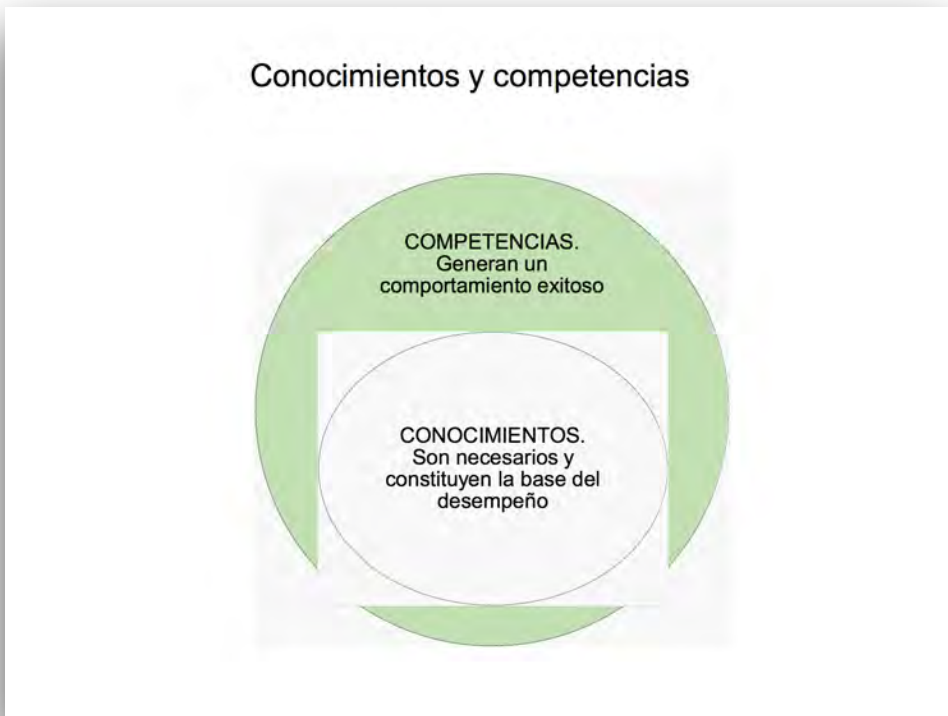 Conocimientos y competencias
COMPETENCIAS.
Generan un
comportamiento exitoso
CONOCIMIENTOS.
Son necesarios y
constituyen la base del
desempeño